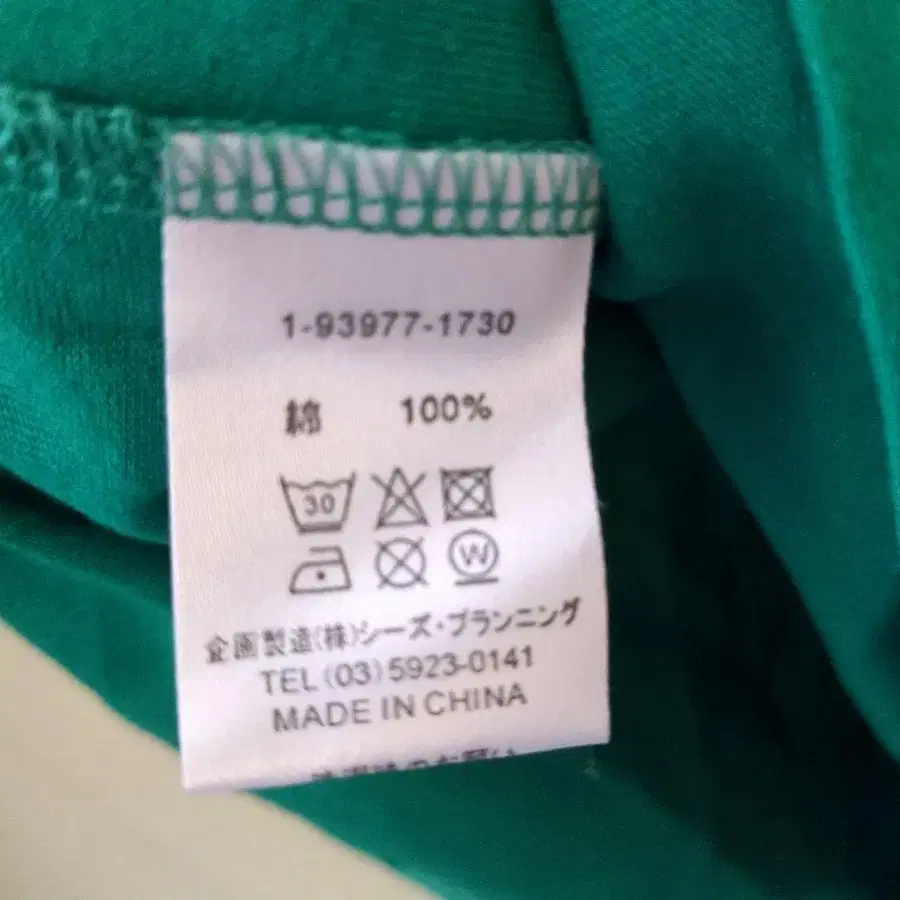 1-93977-1730
綿 100%
30
W
企画製造(株)シーズ・プランニング
TEL (03) 5923-0141
MADE IN CHINA